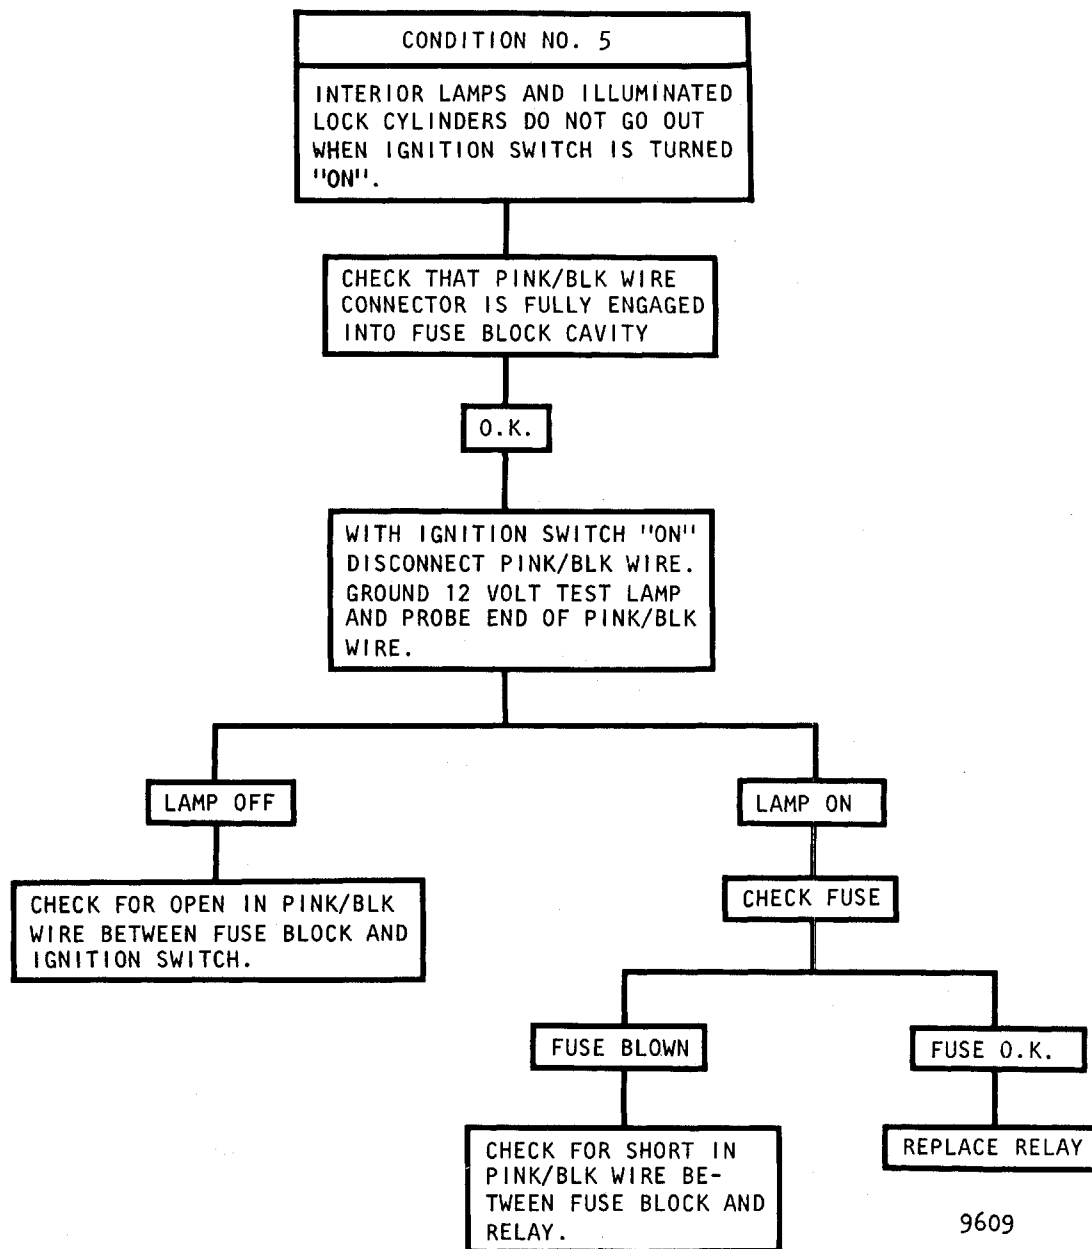 CONDITION NO. 5
INTERIOR LAMPS AND ILLUMINATED
LOCK CYLINDERS DO NOT GO OUT
WHEN IGNITION SWITCH IS TURNED
"ON".
CHECK THAT PINK/BLK WIRE
CONNECTOR IS FULLY ENGAGED
INTO FUSE BLOCK CAVITY
O.K.
WITH IGNITION SWITCH "ON"
DISCONNECT PINK/BLK WIRE.
GROUND 12 VOLT TEST LAMP
AND PROBE END OF PINK/BLK
WIRE.
LAMP OFF
LAMP ON
CHECK FOR OPEN IN PINK/BLK
WIRE BETWEEN FUSE BLOCK AND
IGNITION SWITCH.
CHECK FUSE
FUSE BLOWN
FUSE O.K.
CHECK FOR SHORT IN
PINK/BLK WIRE BE-
TWEEN FUSE BLOCK AND
RELAY.
REPLACE RELAY
9609